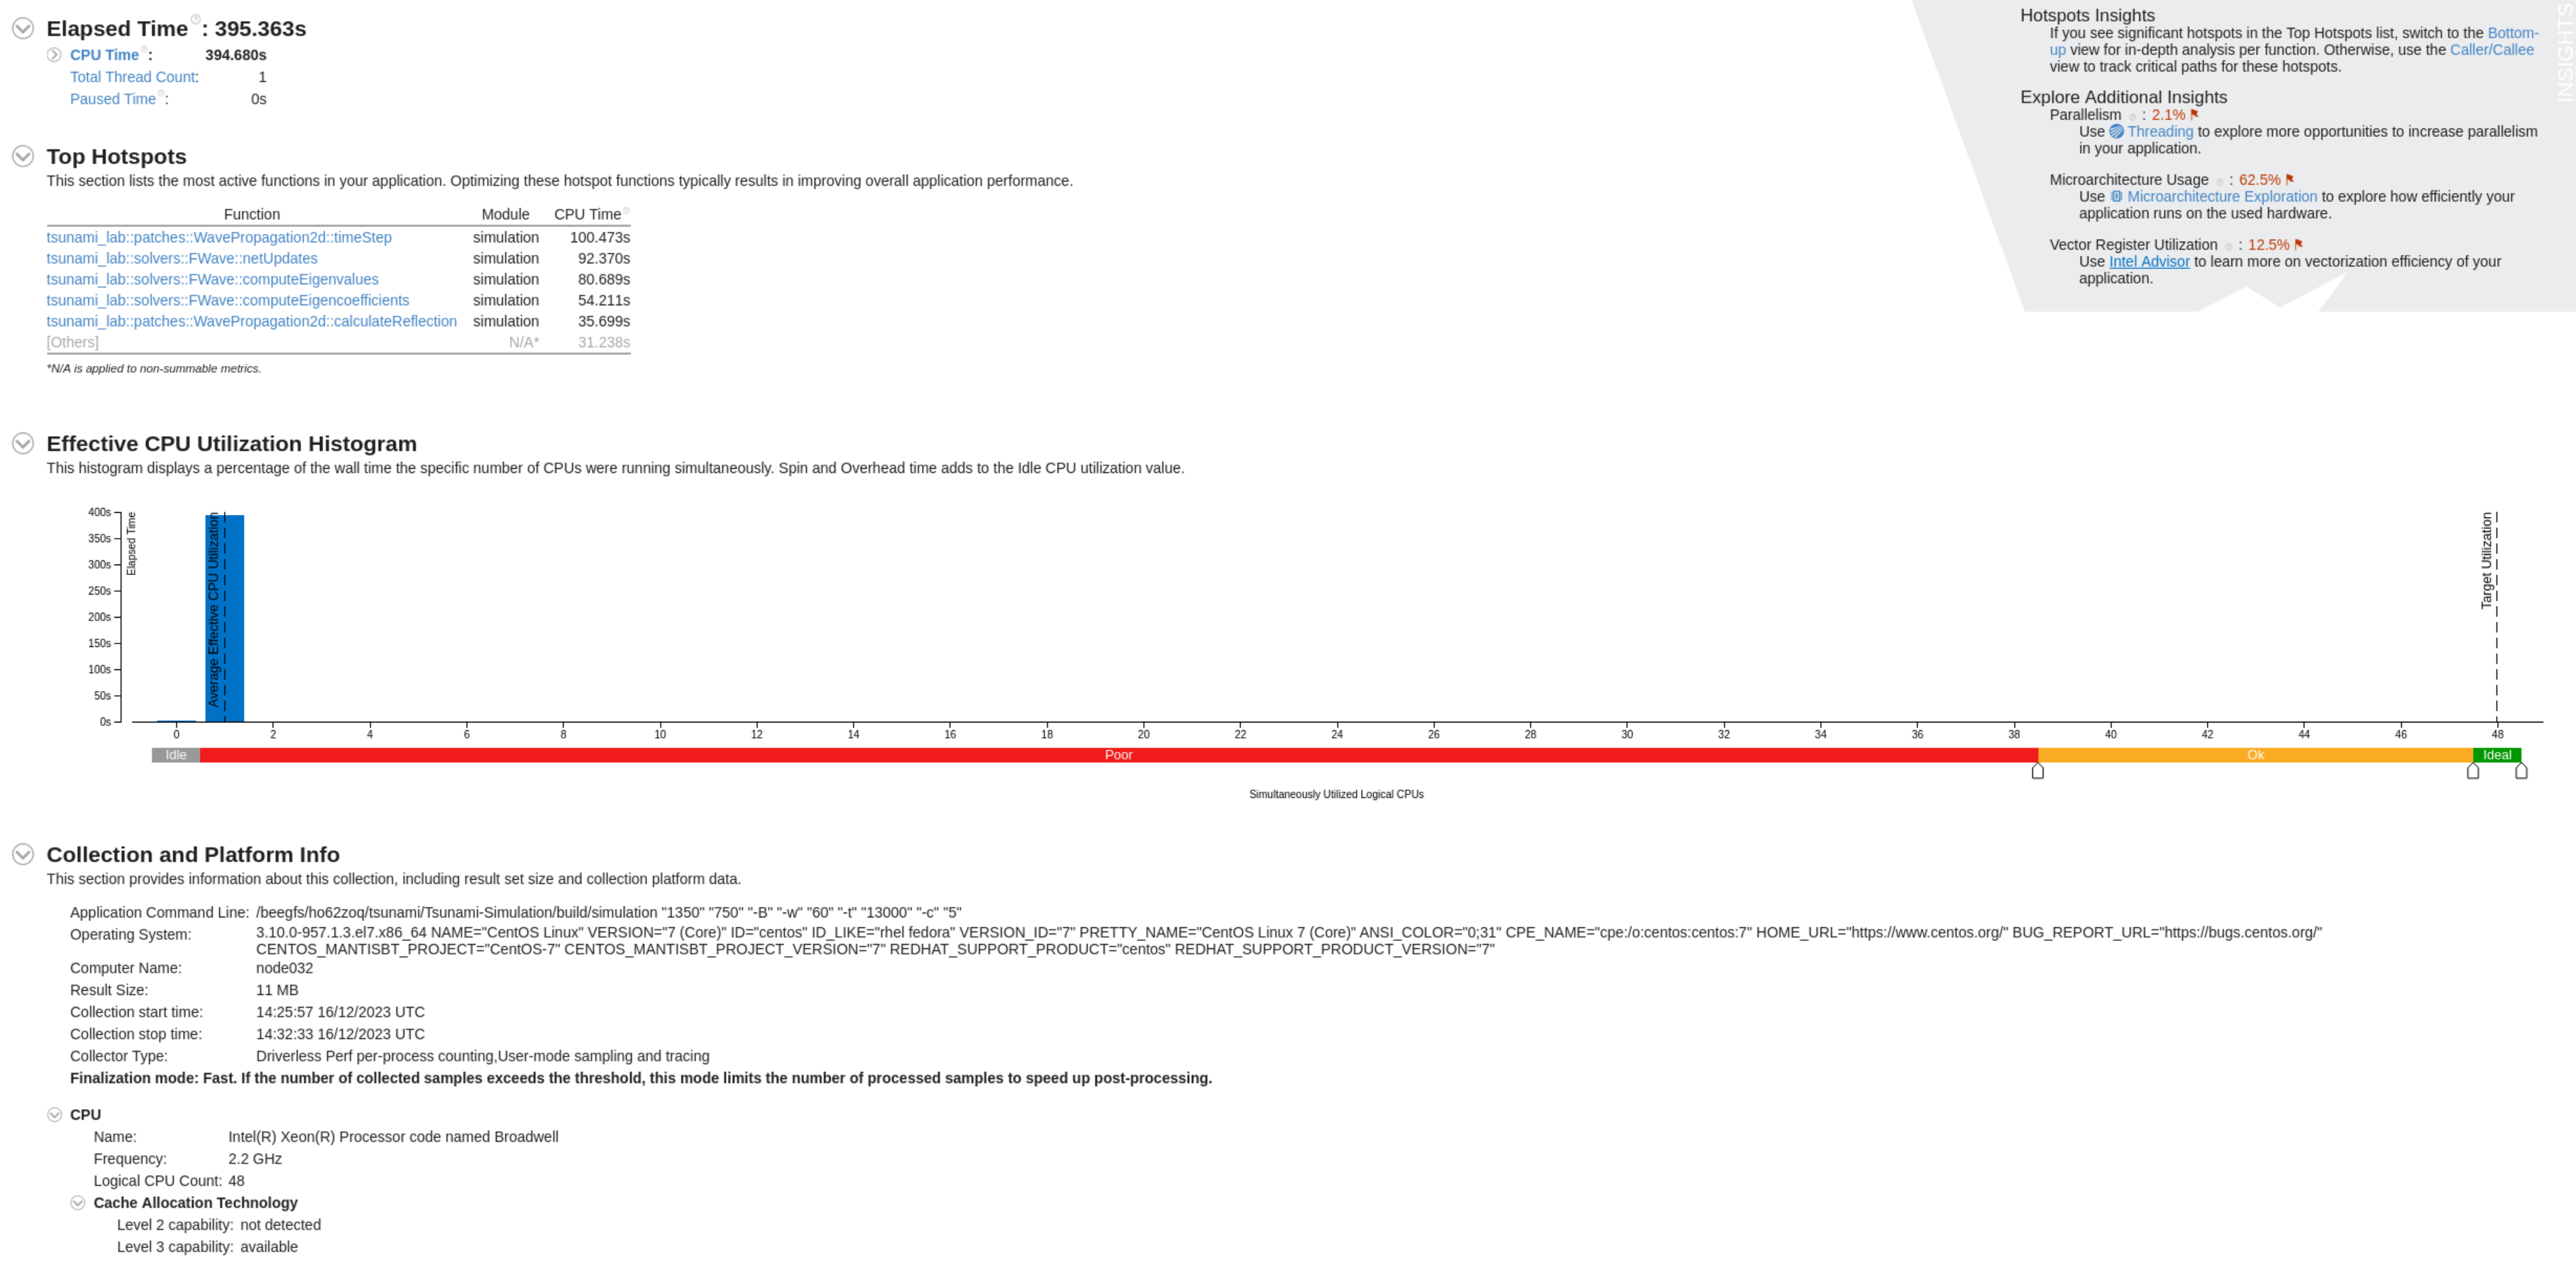 Elapsed Time : 395.363s
CPU Time : 394.680s
Total Thread Count: 1
Paused Time : 0s
Top Hotspots
This section lists the most active functions in your application. Optimizing these hotspot functions typically results in improving overall application performance.
Function Module CPU Time
tsunami_lab::patches::WavePropagation2d::timeStep simulation 100.473s
tsunami_lab::solvers::FWave::netUpdates simulation 92.370s
tsunami_lab::solvers::FWave::computeEigenvalues simulation 80.689s
tsunami_lab::solvers::FWave::computeEigencoefficients simulation 54.211s
tsunami_lab::patches::WavePropagation2d::calculateReflection simulation 35.699s
[Others] N/A* 31.238s
*N/A is applied to non-summable metrics.
Hotspots Insights
If you see significant hotspots in the Top Hotspots list, switch to the Bottom-
up view for in-depth analysis per function. Otherwise, use the Caller/Callee
view to track critical paths for these hotspots.
Explore Additional Insights
Parallelism : 2.1%
Use Threading to explore more opportunities to increase parallelism
in your application.
Microarchitecture Usage : 62.5%
Use Microarchitecture Exploration to explore how efficiently your
application runs on the used hardware.
Vector Register Utilization : 12.5%
Use Intel Advisor to learn more on vectorization efficiency of your
application.
INSIGHTS
Effective CPU Utilization Histogram
This histogram displays a percentage of the wall time the specific number of CPUs were running simultaneously. Spin and Overhead time adds to the Idle CPU utilization value.
400s
350s
300s
250s
200s
150s
100s
50s
0s
Elapsed Time
Average Effective CPU Utilization
Target Utilization
0 2 4 6 8 10 12 14 16 18 20 22 24 26 28 30 32 34 36 38 40 42 44 46 48
Idle Poor Ok Ideal
Simultaneously Utilized Logical CPUs
Collection and Platform Info
This section provides information about this collection, including result set size and collection platform data.
Application Command Line: /beegfs/ho62zoq/tsunami/Tsunami-Simulation/build/simulation "1350" "750" "-B" "-w" "60" "-t" "13000" "-c" "5"
Operating System: 3.10.0-957.1.3.el7.x86_64 NAME="CentOS Linux" VERSION="7 (Core)" ID="centos" ID_LIKE="rhel fedora" VERSION_ID="7" PRETTY_NAME="CentOS Linux 7 (Core)" ANSI_COLOR="0;31" CPE_NAME="cpe:/o:centos:centos:7" HOME_URL="https://www.centos.org/" BUG_REPORT_URL="https://bugs.centos.org/"
CENTOS_MANTISBT_PROJECT="CentOS-7" CENTOS_MANTISBT_PROJECT_VERSION="7" REDHAT_SUPPORT_PRODUCT="centos" REDHAT_SUPPORT_PRODUCT_VERSION="7"
Computer Name: node032
Result Size: 11 MB
Collection start time: 14:25:57 16/12/2023 UTC
Collection stop time: 14:32:33 16/12/2023 UTC
Collector Type: Driverless Perf per-process counting,User-mode sampling and tracing
Finalization mode: Fast. If the number of collected samples exceeds the threshold, this mode limits the number of processed samples to speed up post-processing.
CPU
Name: Intel(R) Xeon(R) Processor code named Broadwell
Frequency: 2.2 GHz
Logical CPU Count: 48
Cache Allocation Technology
Level 2 capability: not detected
Level 3 capability: available